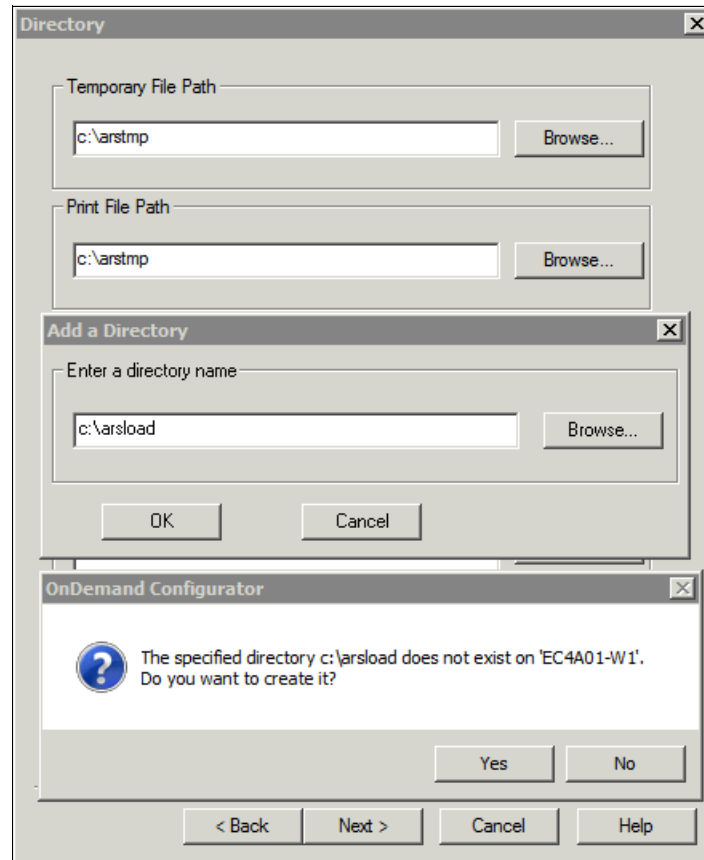 Directory
Temporary File Path
c:\arstmp
Browse...
Print File Path
c:\arstmp
Browse...
Add a Directory
Enter a directory name
c:\arsload
Browse...
OK
Cancel
OnDemand Configurator
The specified directory c:\arsload does not exist on 'EC4A01-W1'.
Do you want to create it?
Yes
No
< Back
Next >
Cancel
Help